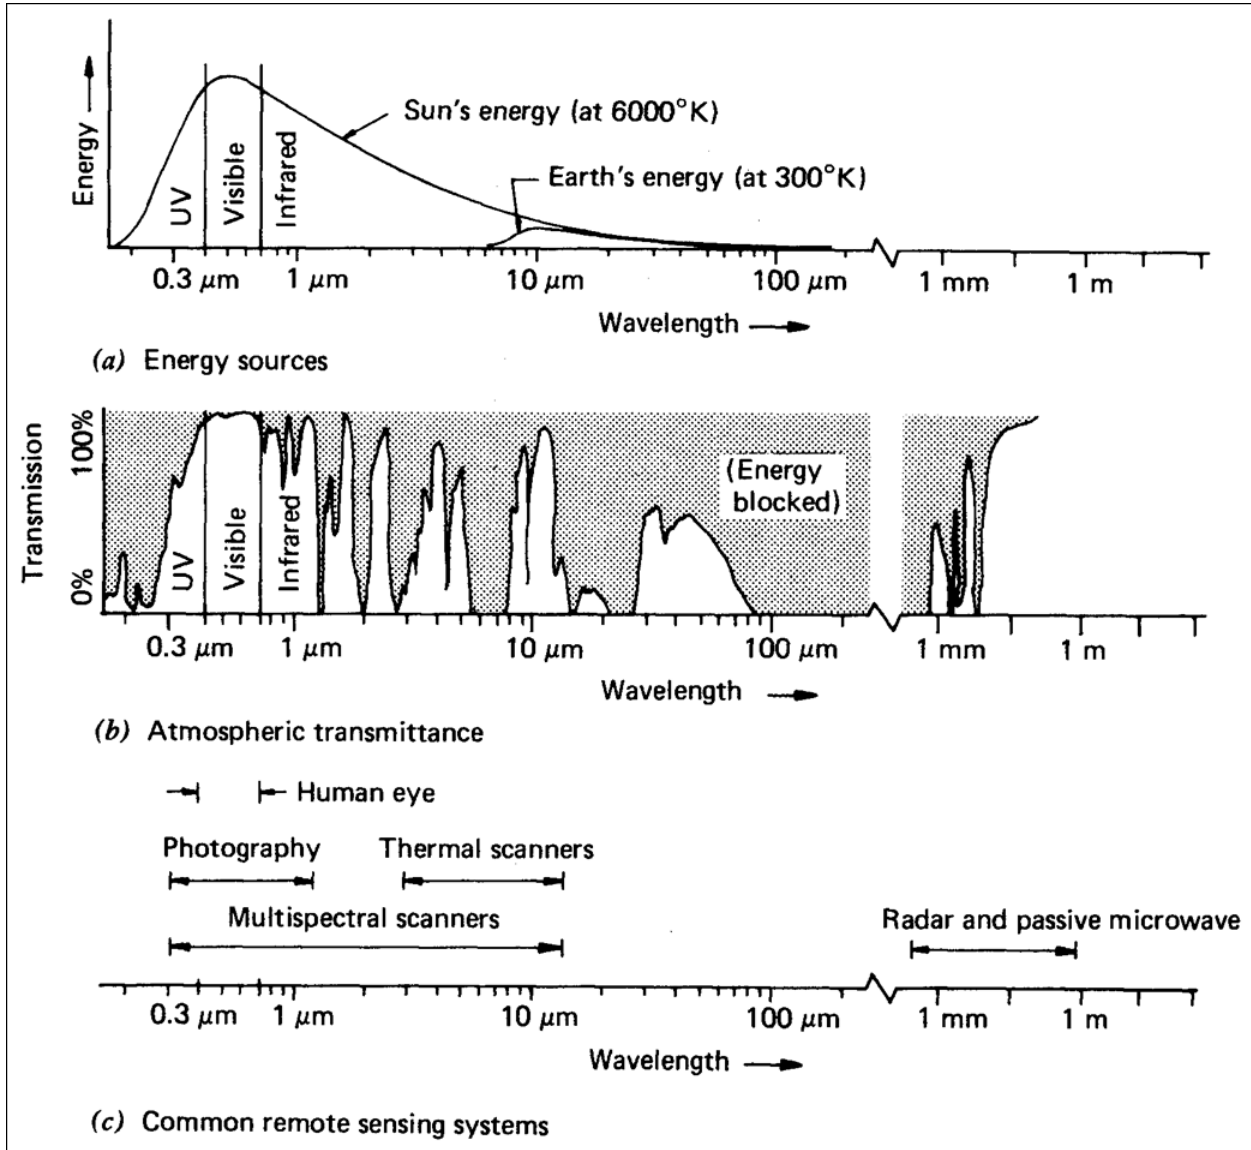 Energy
UV
Visible
Infrared
Sun's energy (at 6000°K)
Earth's energy (at 300°K)
0.3 μm 1 μm 10 μm 100 μm 1 mm 1 m
Wavelength
(a) Energy sources
Transmission
100%
0%
UV
Visible
Infrared
(Energy
blocked)
0.3 μm 1 μm 10 μm 100 μm 1 mm 1 m
Wavelength
(b) Atmospheric transmittance
Human eye
Photography Thermal scanners
Multispectral scanners Radar and passive microwave
0.3 μm 1 μm 10 μm 100 μm 1 mm 1 m
Wavelength
(c) Common remote sensing systems